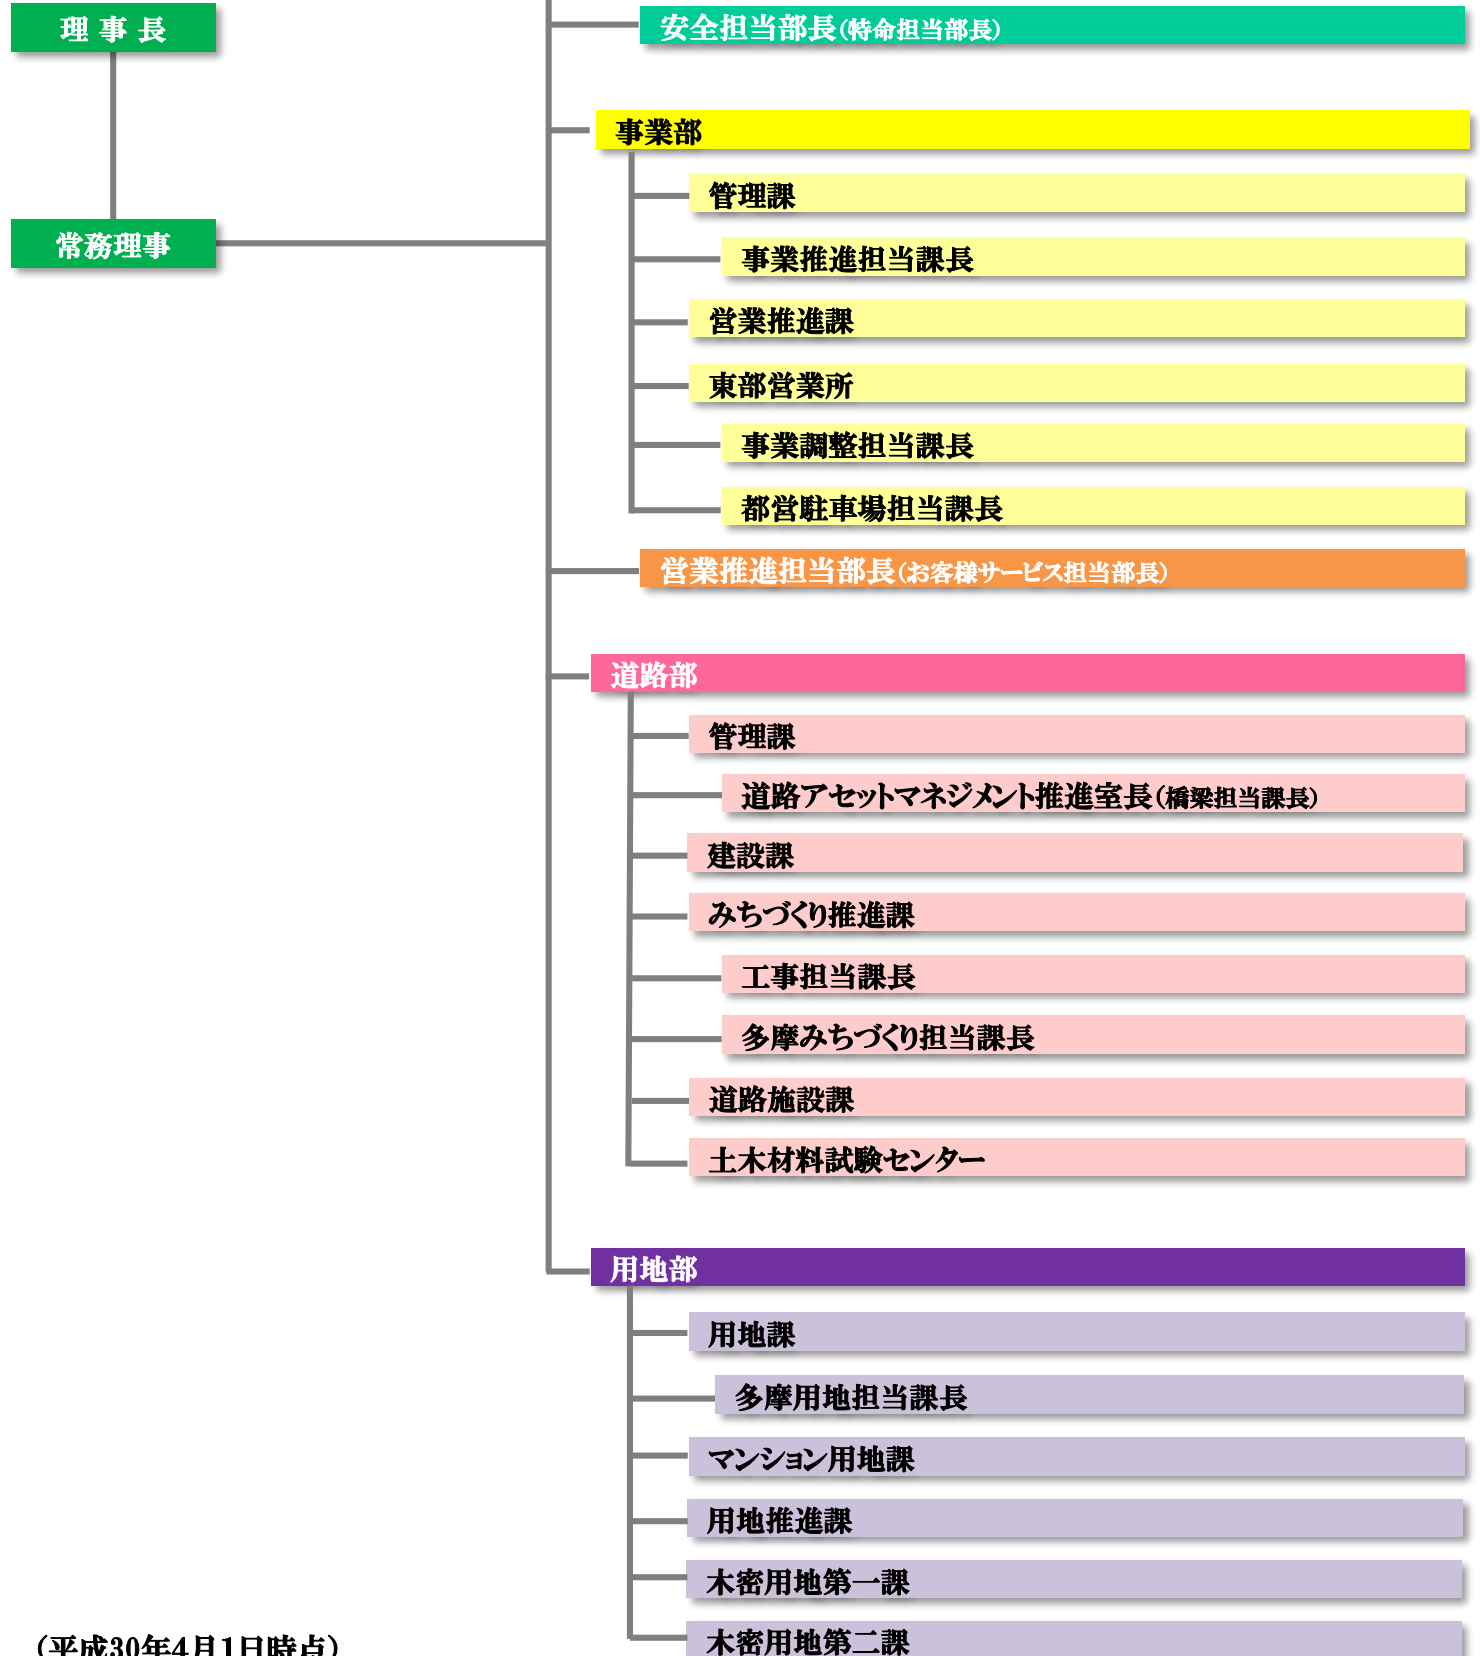 理 事 長
常務理事
安全担当部長(特命担当部長)
事業部
管理課
事業推進担当課長
営業推進課
東部営業所
事業調整担当課長
都営駐車場担当課長
営業推進担当部長(お客様サービス担当部長)
道路部
管理課
道路アセットマネジメント推進室長(橋梁担当課長)
建設課
みちづくり推進課
工事担当課長
多摩みちづくり担当課長
道路施設課
土木材料試験センター
用地部
用地課
多摩用地担当課長
マンション用地課
用地推進課
木密用地第一課
木密用地第二課
(平成30年4月1日時点)